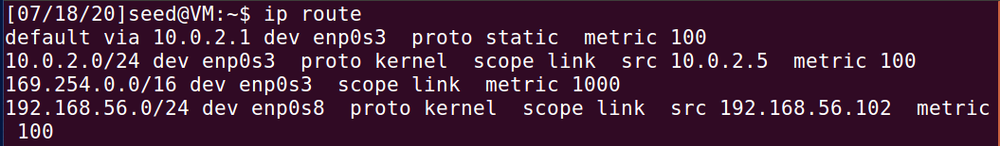 [07/18/20]seed@VM:~$ ip route
default via 10.0.2.1 dev enp0s3  proto static  metric 100
10.0.2.0/24 dev enp0s3  proto kernel  scope link  src 10.0.2.5  metric 100
169.254.0.0/16 dev enp0s3  scope link  metric 1000
192.168.56.0/24 dev enp0s8  proto kernel  scope link  src 192.168.56.102  metric
 100